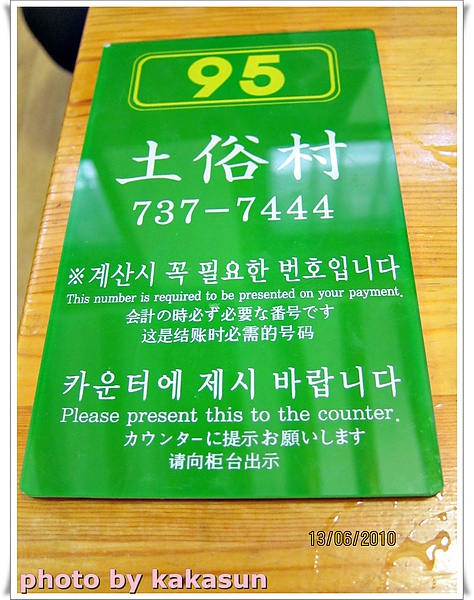 95
土俗村
737-7444
※계산시 꼭 필요한 번호입니다
This number is required to be presented on your payment.
会計の時必ず必要な番号です
这是结账时必需的号码
카운터에 제시 바랍니다
Please present this to the counter.
カウンターに提示お願いします
请向柜台出示
13/06/2010
photo by kakasun